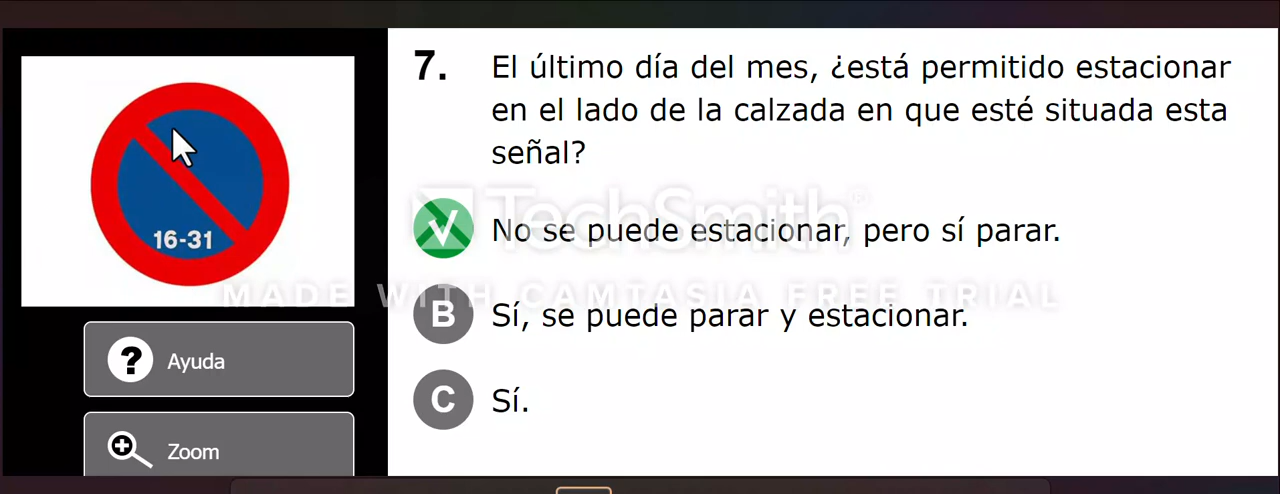 7. El último día del mes, ¿está permitido estacionar
en el lado de la calzada en que esté situada esta
señal?
16-31
TechSmith®
No se puede estacionar, pero sí parar.
MADE WITH CAMTASIA FREE TRIAL
B Sí, se puede parar y estacionar.
? Ayuda
C Sí.
Zoom